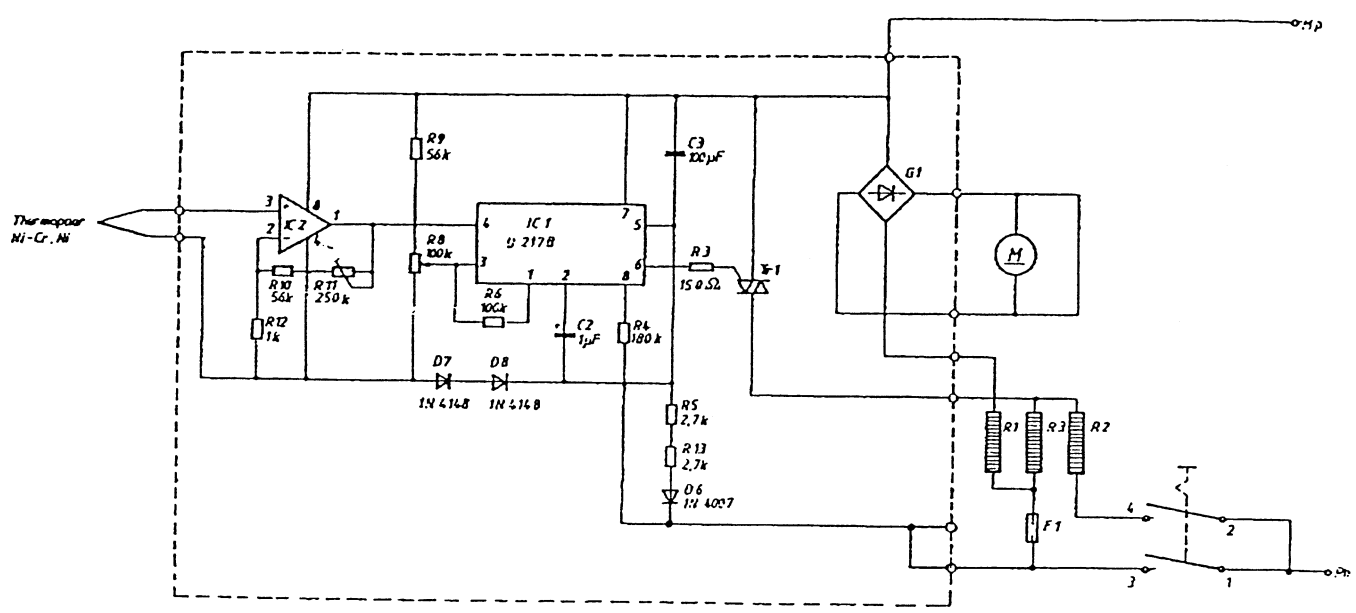 Mp
R9
56k
C3
100µF
G1
Thermopaar
Ni-Cr, Ni
3
2
8
1
4
IC 2
R10
56k
R11
250k
R12
1k
R8
100k
4
3
IC 1
U 217B
7
5
6
1
2
8
R6
100k
C2
1µF
R4
180k
R3
150Ω
Tr1
M
D7
1N 4148
D8
1N 4148
R5
2,7k
R13
2,7k
D6
1N 4007
R1
R3
R2
F1
4
2
3
1
Ph